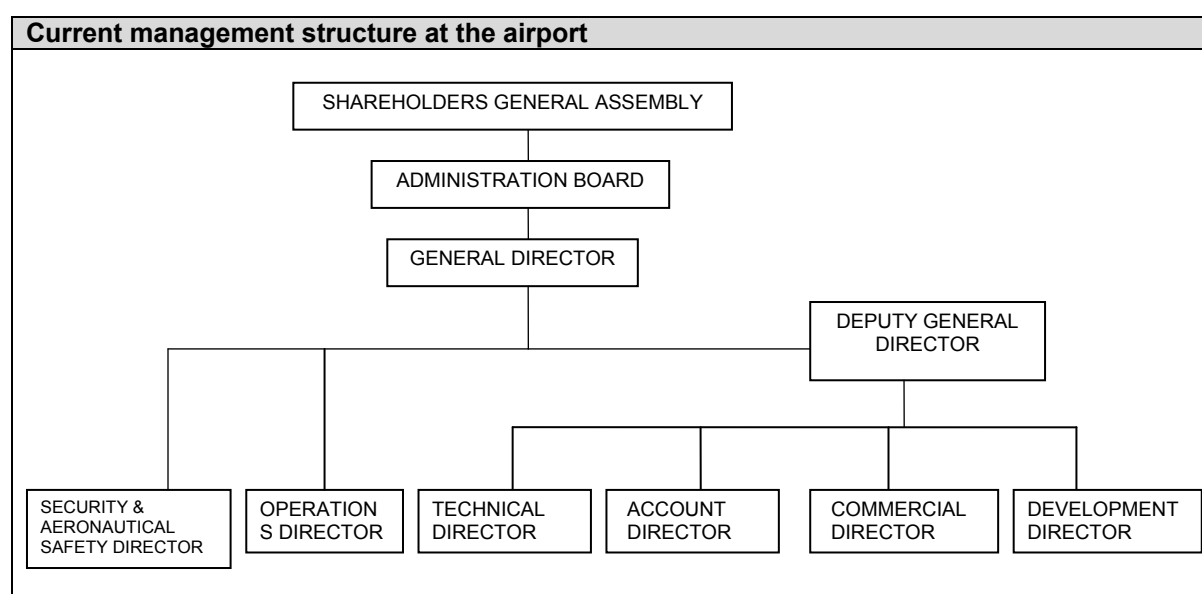 Current management structure at the airport
SHAREHOLDERS GENERAL ASSEMBLY
ADMINISTRATION BOARD
GENERAL DIRECTOR
DEPUTY GENERAL
DIRECTOR
SECURITY &
AERONAUTICAL
SAFETY DIRECTOR
OPERATION
S DIRECTOR
TECHNICAL
DIRECTOR
ACCOUNT
DIRECTOR
COMMERCIAL
DIRECTOR
DEVELOPMENT
DIRECTOR